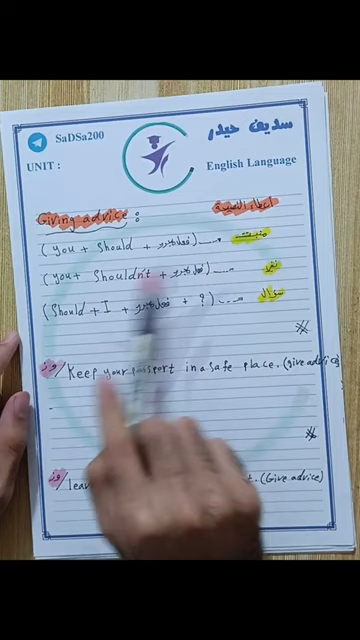 SaDSa200
سديف حيدر
UNIT :
English Language
Giving advice : اعطاء النصيحة
(you + Should + فعل مجرد) مثبت
(you + Shouldn't + فعل مجرد) نفي
(Should + I + فعل مجرد + ?) سؤال
Keep your passport in a safe place. (give advice)
. (Give advice)